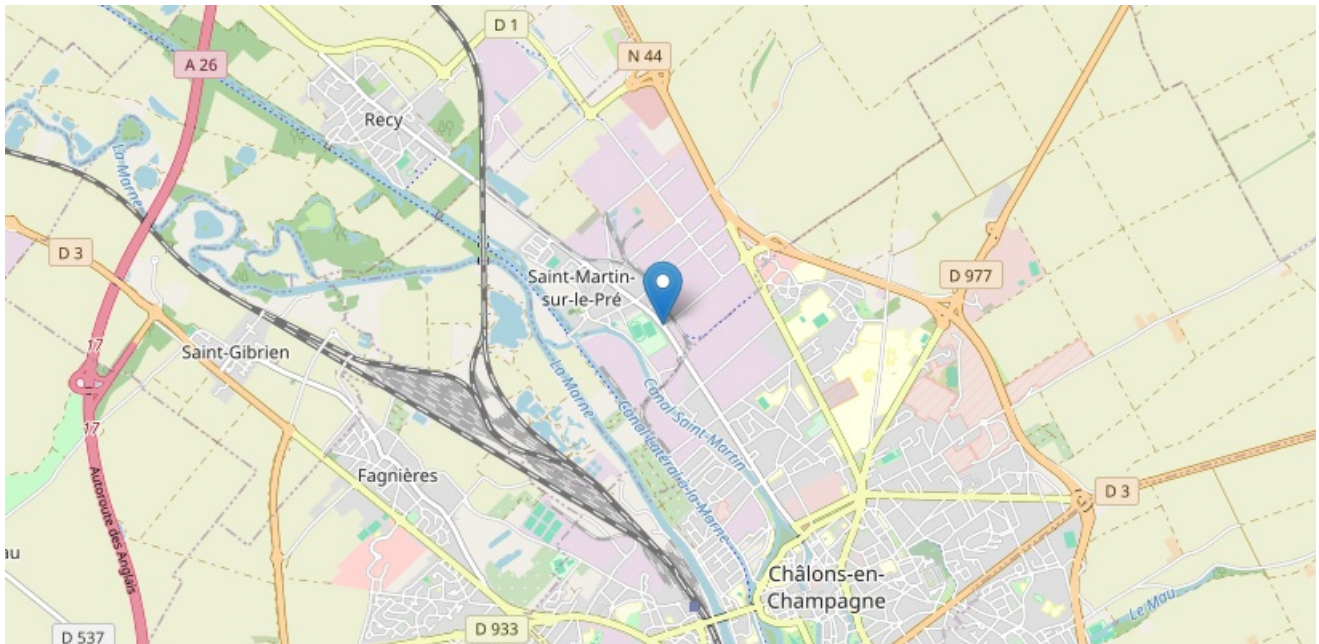 D 1
N 44
A 26
Recy
La Marne
D 3
D 977
Saint-Martin-
sur-le-Pré
17
Saint-Gibrien
La Marne
Canal Saint-Martin
Canal Latéral à la Marne
17
Fagnières
D 3
Autoroute des Anglais
au
Châlons-en-
Champagne
Le Mau
D 933
D 537